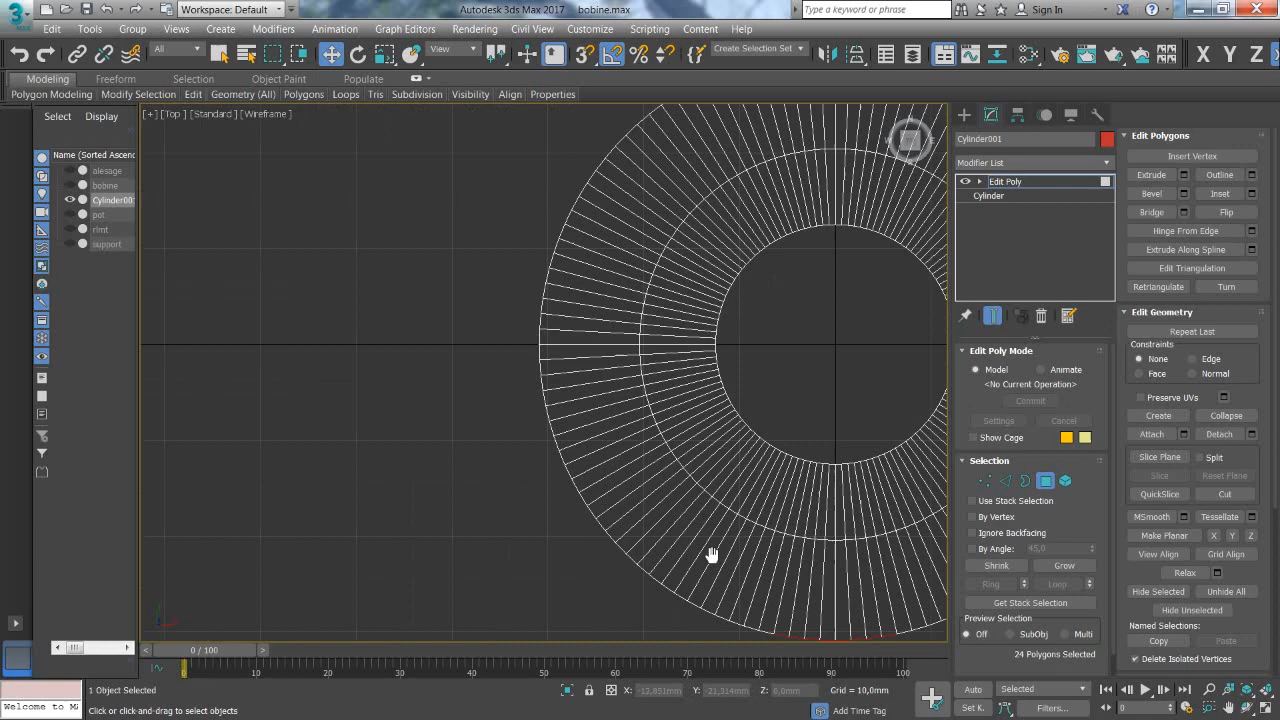 Workspace: Default
Autodesk 3ds Max 2017
bobine.max
Type a keyword or phrase
Sign In
3
MAX
Edit
Tools
Group
Views
Create
Modifiers
Animation
Graph Editors
Rendering
Civil View
Customize
Scripting
Content
Help
All
View
Create Selection Set
X
Y
Z
Modeling
Freeform
Selection
Object Paint
Populate
Polygon Modeling
Modify Selection
Edit
Geometry (All)
Polygons
Loops
Tris
Subdivision
Visibility
Align
Properties
Select
Display
Name (Sorted Ascen
alesage
bobine
Cylinder00
pot
rlmt
support
[+] [Top ] [Standard ] [Wireframe ]
W
E
Cylinder001
Modifier List
Edit Poly
Cylinder
Edit Poly Mode
Model
Animate
<No Current Operation>
Commit
Settings
Cancel
Show Cage
Selection
Use Stack Selection
By Vertex
Ignore Backfacing
By Angle:
45,0
Shrink
Grow
Ring
Loop
Get Stack Selection
Preview Selection
Off
SubObj
Multi
24 Polygons Selected
Edit Polygons
Insert Vertex
Extrude
Outline
Bevel
Inset
Bridge
Flip
Hinge From Edge
Extrude Along Spline
Edit Triangulation
Retriangulate
Turn
Edit Geometry
Repeat Last
Constraints
None
Edge
Face
Normal
Preserve UVs
Create
Collapse
Attach
Detach
Slice Plane
Split
Slice
Reset Plane
QuickSlice
Cut
MSmooth
Tessellate
Make Planar
X
Y
Z
View Align
Grid Align
Relax
Hide Selected
Unhide All
Hide Unselected
Named Selections:
Copy
Paste
Delete Isolated Vertices
0 / 100
0
10
20
30
40
50
60
70
80
90
100
Welcome to M
1 Object Selected
Click or click-and-drag to select objects
X:
-12,851mm
Y:
-21,314mm
Z:
0,0mm
Grid = 10,0mm
Add Time Tag
Auto
Selected
Set K.
Filters...
0